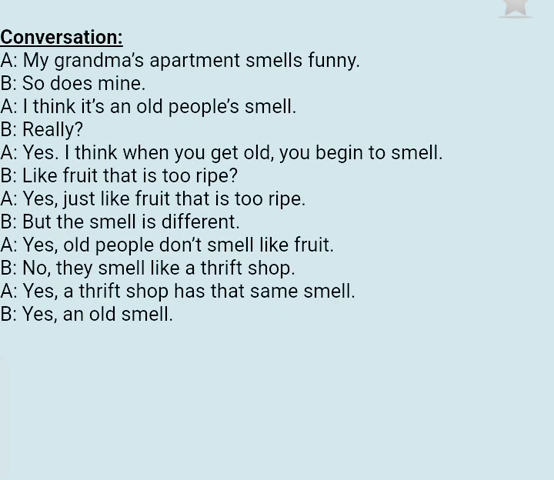 Conversation:
A: My grandma’s apartment smells funny.
B: So does mine.
A: I think it’s an old people’s smell.
B: Really?
A: Yes. I think when you get old, you begin to smell.
B: Like fruit that is too ripe?
A: Yes, just like fruit that is too ripe.
B: But the smell is different.
A: Yes, old people don’t smell like fruit.
B: No, they smell like a thrift shop.
A: Yes, a thrift shop has that same smell.
B: Yes, an old smell.